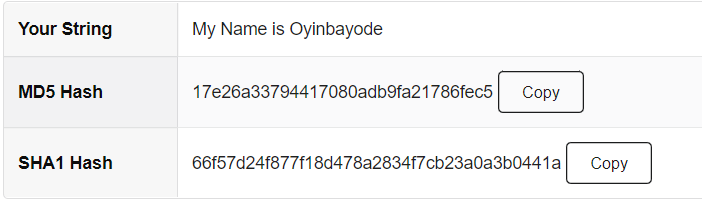 Your String My Name is Oyinbayode
MD5 Hash 17e26a33794417080adb9fa21786fec5 Copy
SHA1 Hash 66f57d24f877f18d478a2834f7cb23a0a3b0441a Copy